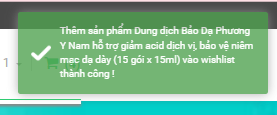 Thêm sản phẩm Dung dịch Bảo Dạ Phương
Y Nam hỗ trợ giảm acid dịch vị, bảo vệ niêm
mạc dạ dày (15 gói x 15ml) vào wishlist
thành công !
1